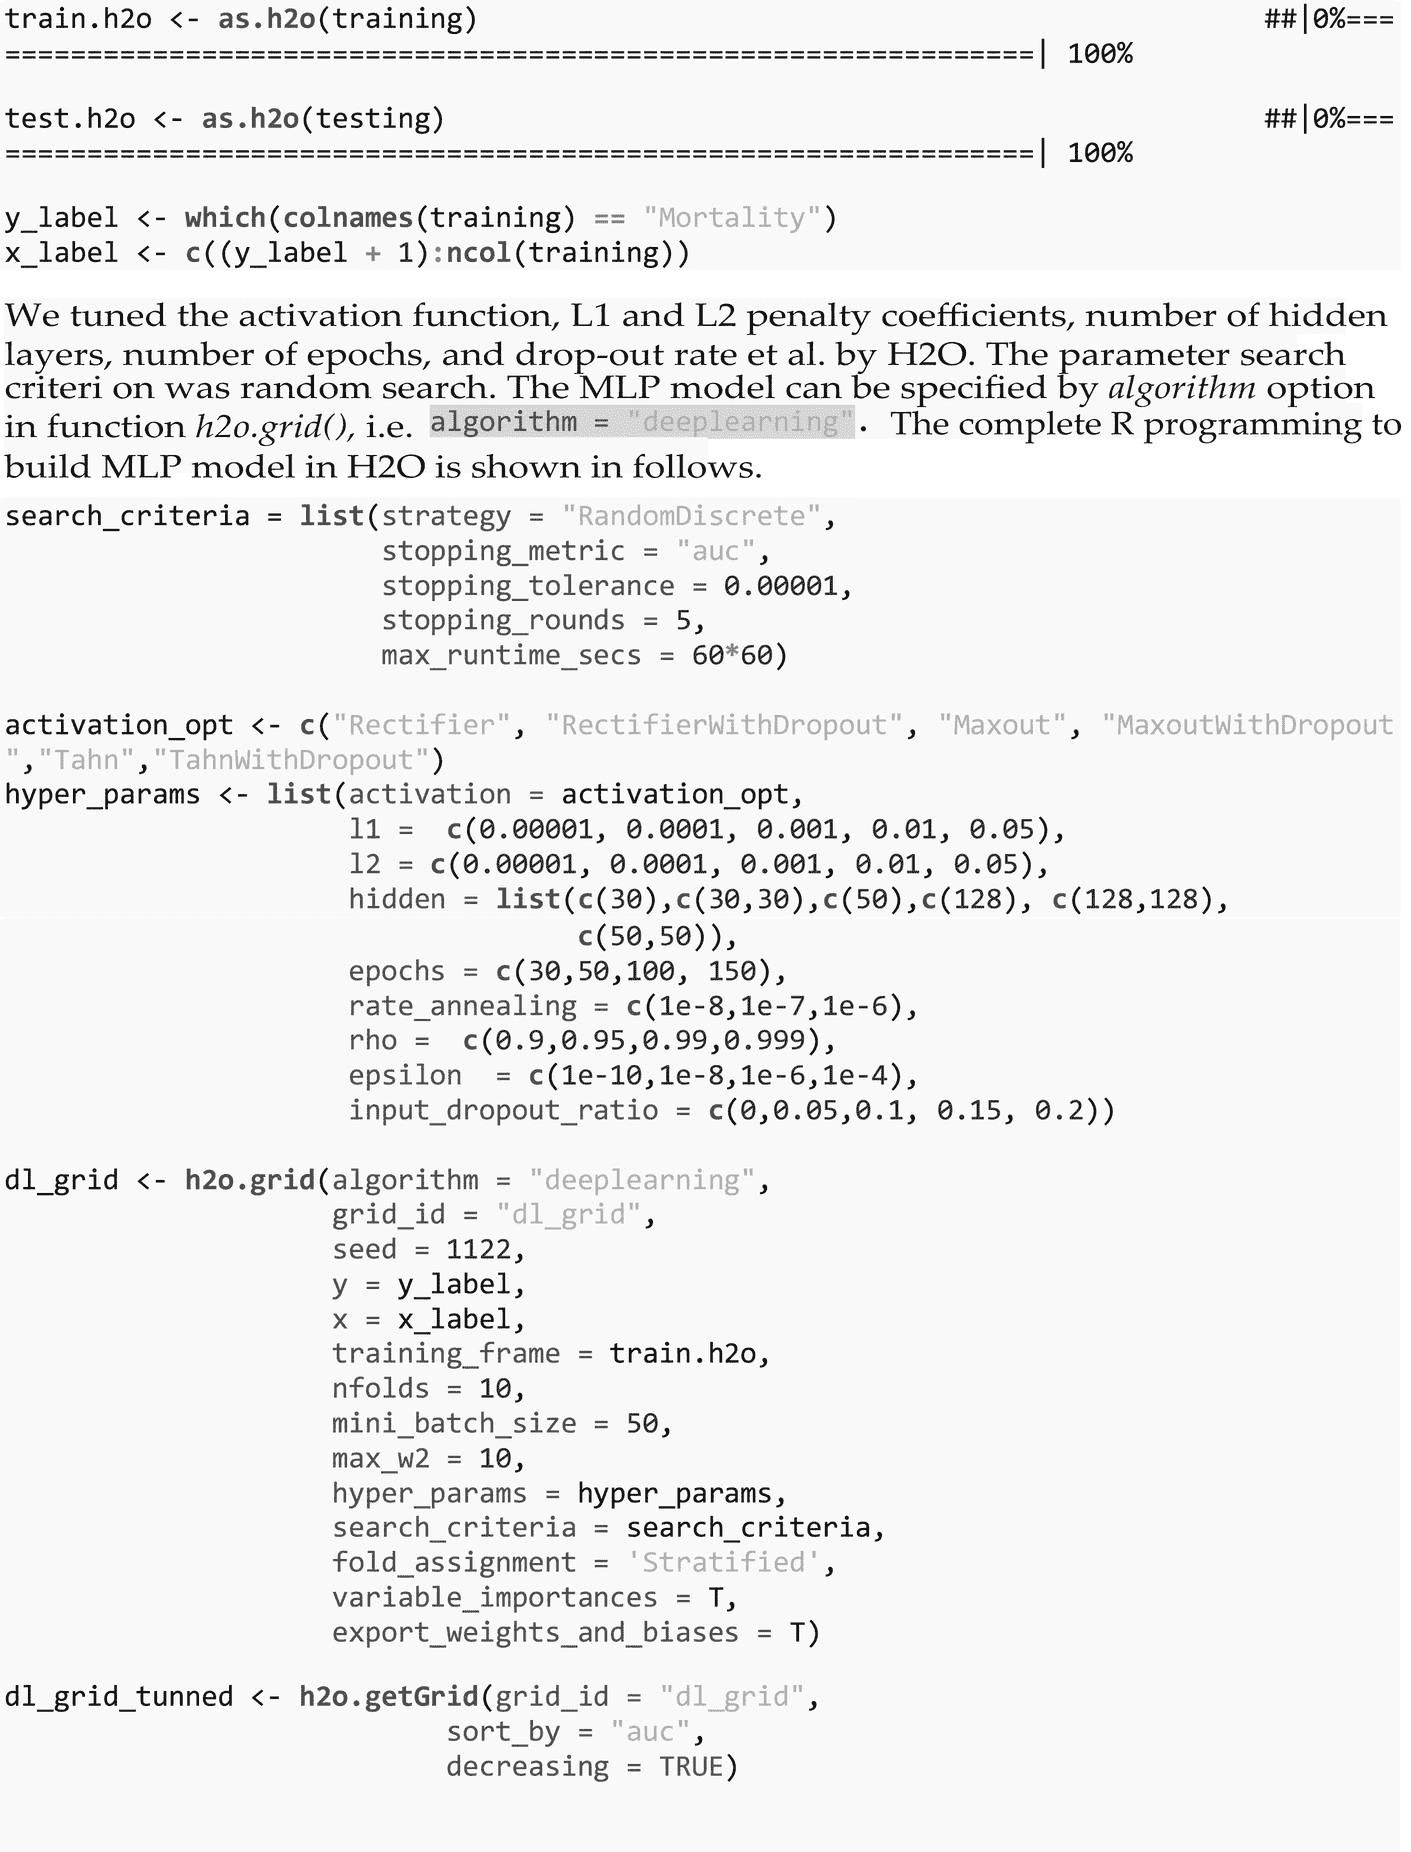 train.h2o <- as.h2o(training) ##|0%===
===============================================================| 100%
test.h2o <- as.h2o(testing) ##|0%===
===============================================================| 100%
y_label <- which(colnames(training) == "Mortality")
x_label <- c((y_label + 1):ncol(training))
We tuned the activation function, L1 and L2 penalty coefficients, number of hidden
layers, number of epochs, and drop-out rate et al. by H2O. The parameter search
criteri on was random search. The MLP model can be specified by algorithm option
in function h2o.grid(), i.e. algorithm = "deeplearning". The complete R programming to
build MLP model in H2O is shown in follows.
search_criteria = list(strategy = "RandomDiscrete",
stopping_metric = "auc",
stopping_tolerance = 0.00001,
stopping_rounds = 5,
max_runtime_secs = 60*60)
activation_opt <- c("Rectifier", "RectifierWithDropout", "Maxout", "MaxoutWithDropout
","Tahn","TahnWithDropout")
hyper_params <- list(activation = activation_opt,
l1 = c(0.00001, 0.0001, 0.001, 0.01, 0.05),
l2 = c(0.00001, 0.0001, 0.001, 0.01, 0.05),
hidden = list(c(30),c(30,30),c(50),c(128), c(128,128),
c(50,50)),
epochs = c(30,50,100, 150),
rate_annealing = c(1e-8,1e-7,1e-6),
rho = c(0.9,0.95,0.99,0.999),
epsilon = c(1e-10,1e-8,1e-6,1e-4),
input_dropout_ratio = c(0,0.05,0.1, 0.15, 0.2))
dl_grid <- h2o.grid(algorithm = "deeplearning",
grid_id = "dl_grid",
seed = 1122,
y = y_label,
x = x_label,
training_frame = train.h2o,
nfolds = 10,
mini_batch_size = 50,
max_w2 = 10,
hyper_params = hyper_params,
search_criteria = search_criteria,
fold_assignment = 'Stratified',
variable_importances = T,
export_weights_and_biases = T)
dl_grid_tunned <- h2o.getGrid(grid_id = "dl_grid",
sort_by = "auc",
decreasing = TRUE)